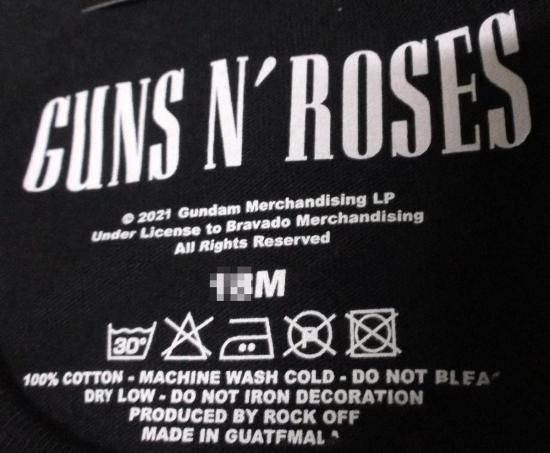 GUNS N' ROSES
© 2021 Gundam Merchandising LP
Under License to Bravado Merchandising
All Rights Reserved
M
30°
P
100% COTTON - MACHINE WASH COLD - DO NOT
DRY LOW - DO NOT IRON DECORATION
PRODUCED BY ROCK OFF
MADE IN